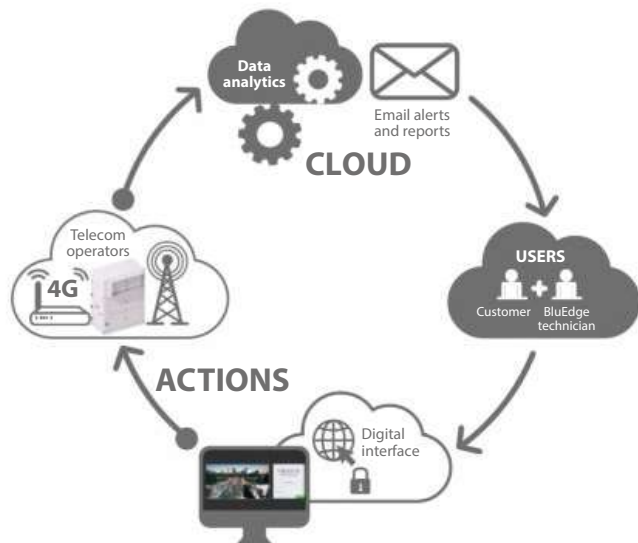 Data
analytics
Email alerts
and reports
CLOUD
Telecom
operators
4G
USERS
Customer
BluEdge
technician
ACTIONS
Digital
interface